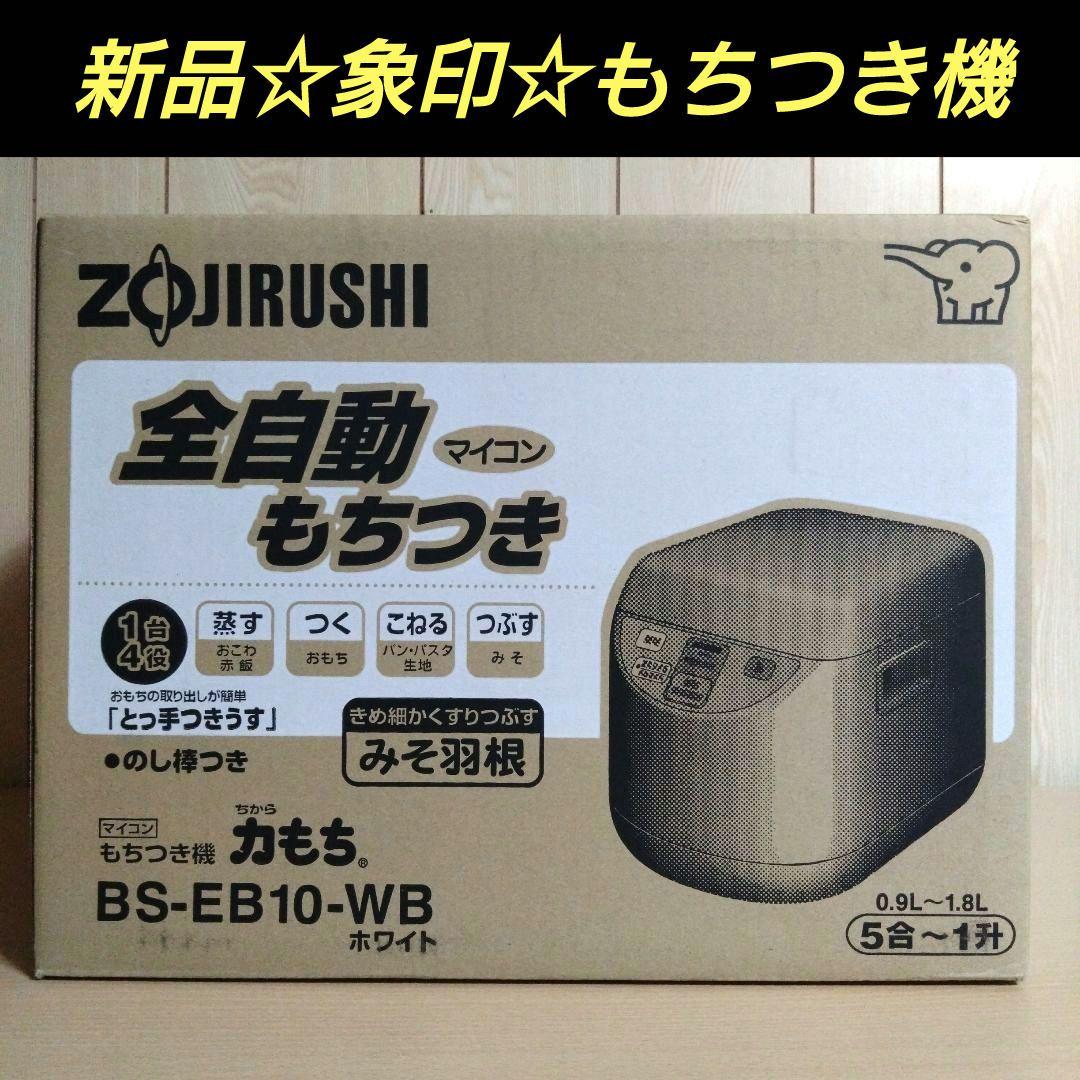 新品☆象印☆もちつき機
ZOJIRUSHI
全自動
マイコン
もちつき
1台
4役
蒸す
おこわ
赤飯
つく
おもち
こねる
パン・パスタ
生地
つぶす
みそ
おもちの取り出しが簡単
「とっ手つきうす」
●のし棒つき
きめ細かくすりつぶす
みそ羽根
マイコン
もちつき機
ちから
力もち®
BS-EB10-WB
ホワイト
0.9L～1.8L
5合～1升